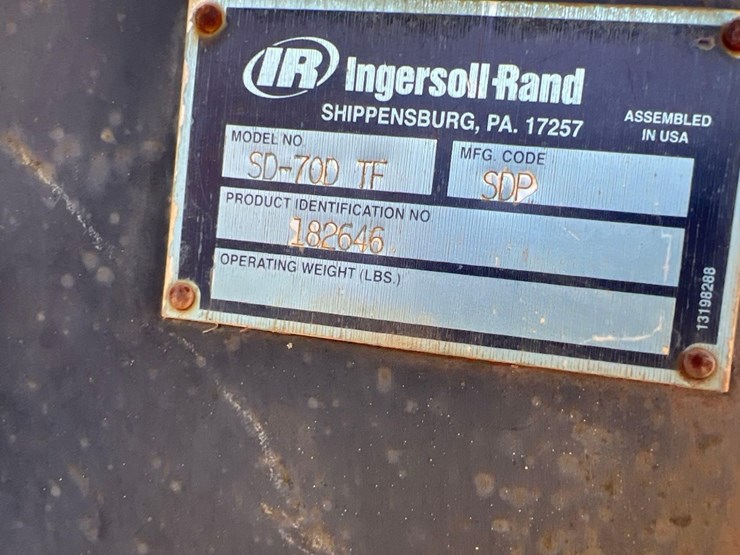 IR Ingersoll-Rand
SHIPPENSBURG, PA. 17257
ASSEMBLED
IN USA
MODEL NO.
SD-70D TF
MFG. CODE
SDP
PRODUCT IDENTIFICATION NO
182646
OPERATING WEIGHT (LBS.)
13198288